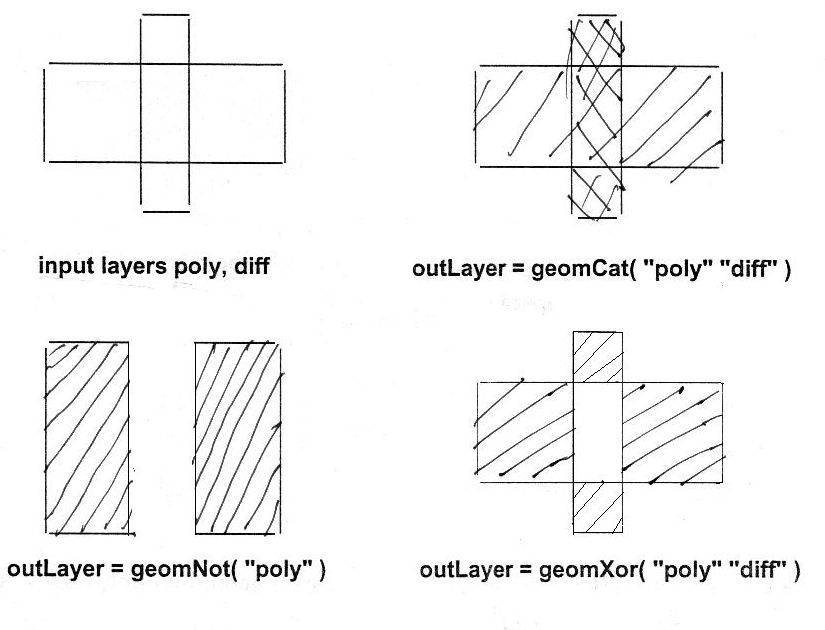 input layers poly, diff
outLayer = geomCat( "poly" "diff" )
outLayer = geomNot( "poly" )
outLayer = geomXor( "poly" "diff" )